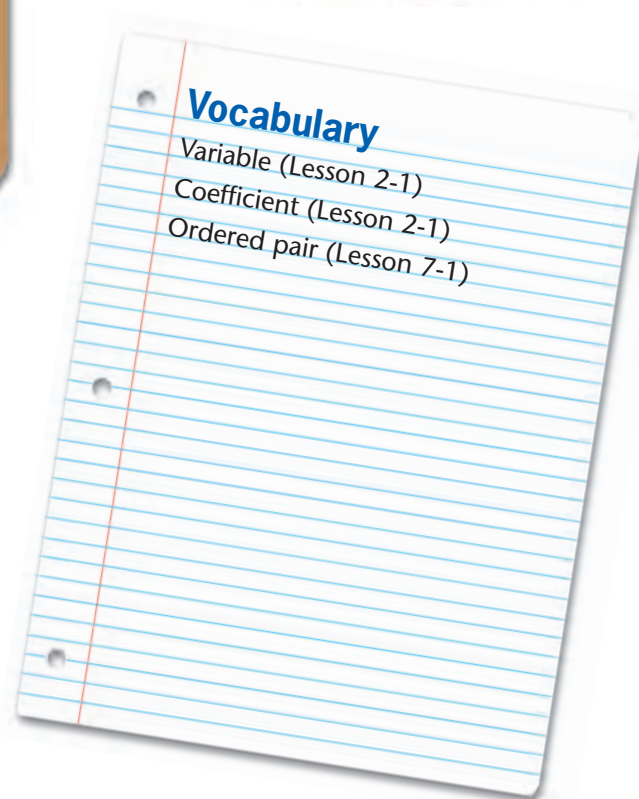 Vocabulary
Variable (Lesson 2-1)
Coefficient (Lesson 2-1)
Ordered pair (Lesson 7-1)